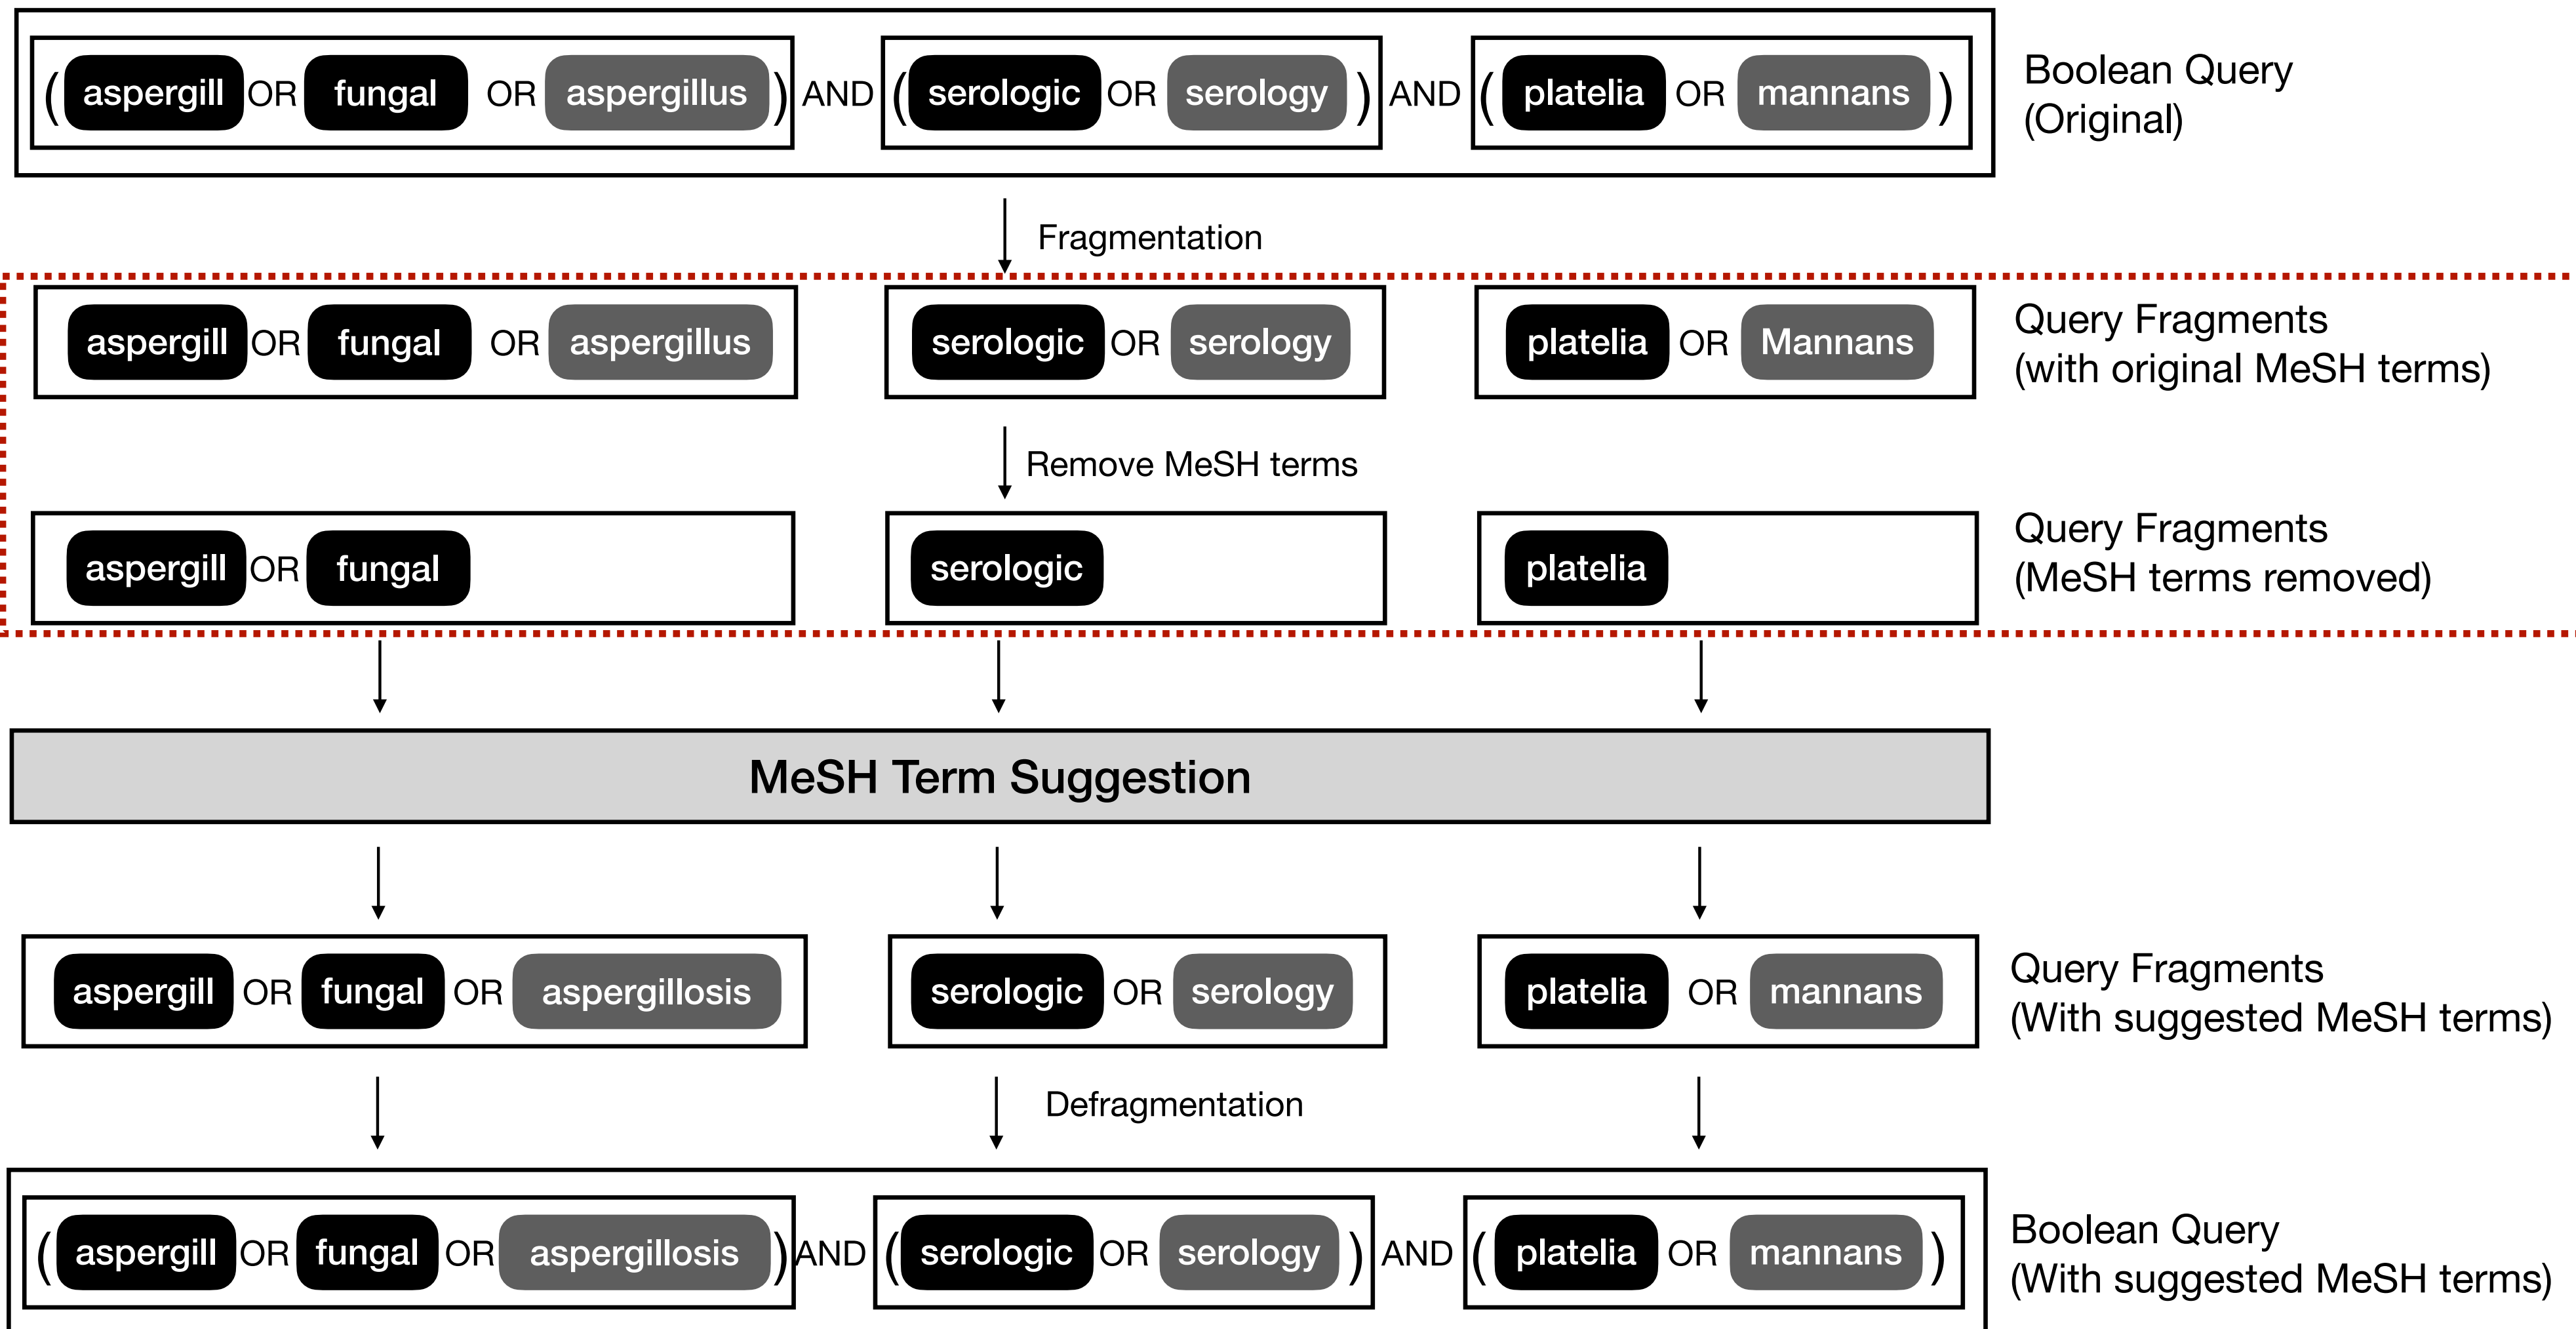 (aspergill OR fungal OR aspergillus) AND (serologic OR serology) AND (platelia OR mannans)
Boolean Query
(Original)
Fragmentation
aspergill OR fungal OR aspergillus
serologic OR serology
platelia OR Mannans
Query Fragments
(with original MeSH terms)
Remove MeSH terms
aspergill OR fungal
serologic
platelia
Query Fragments
(MeSH terms removed)
MeSH Term Suggestion
aspergill OR fungal OR aspergillosis
serologic OR serology
platelia OR mannans
Query Fragments
(With suggested MeSH terms)
Defragmentation
(aspergill OR fungal OR aspergillosis) AND (serologic OR serology) AND (platelia OR mannans)
Boolean Query
(With suggested MeSH terms)